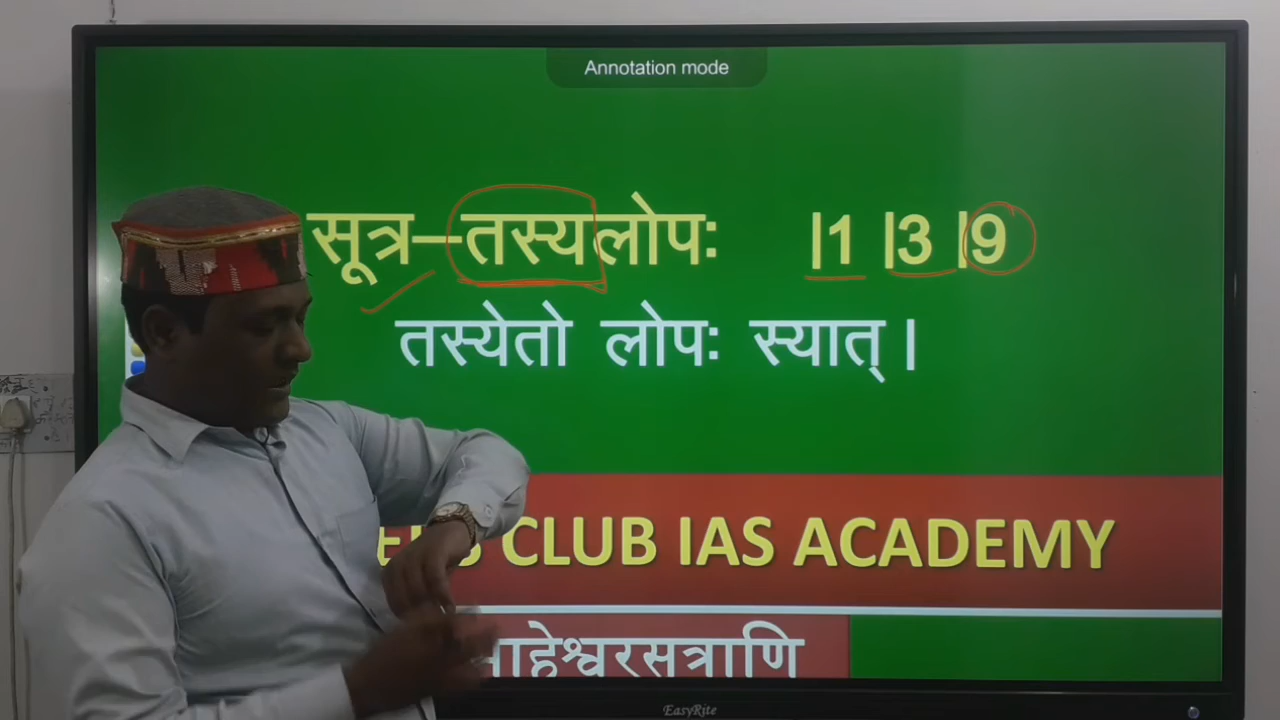 Annotation mode
सूत्र–तस्यलोपः |1 |3 |9
तस्येतो लोपः स्यात् |
CLUB IAS ACADEMY
EasyRite